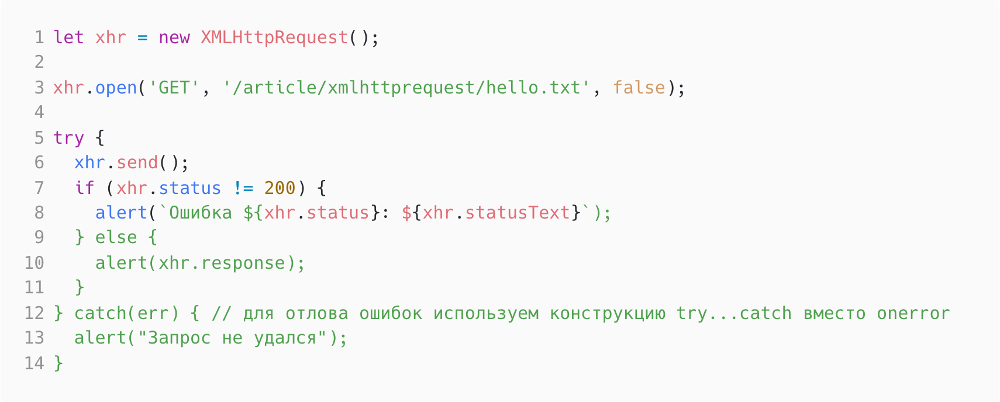 1 let xhr = new XMLHttpRequest();
2
3 xhr.open('GET', '/article/xmlhttprequest/hello.txt', false);
4
5 try {
6   xhr.send();
7   if (xhr.status != 200) {
8     alert(`Ошибка ${xhr.status}: ${xhr.statusText}`);
9   } else {
10     alert(xhr.response);
11   }
12 } catch(err) { // для отлова ошибок используем конструкцию try...catch вместо onerror
13   alert("Запрос не удался");
14 }